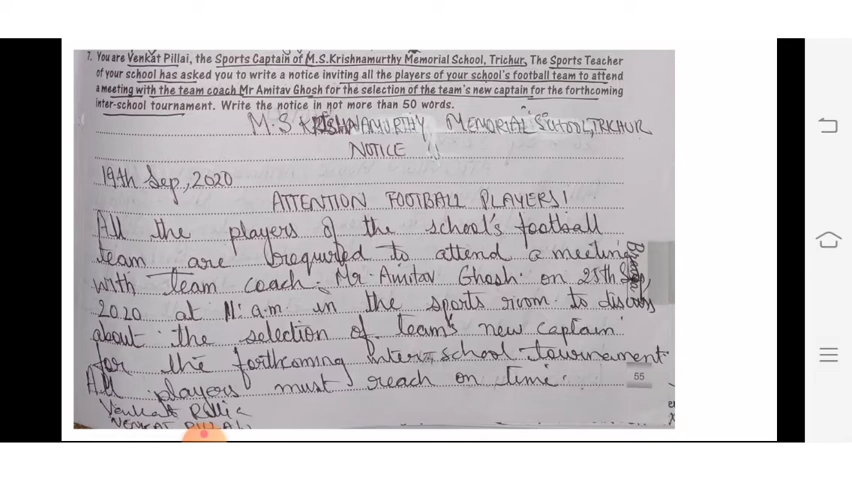 7. You are Venkat Pillai, the Sports Captain of M.S.Krishnamurthy Memorial School, Trichur, The Sports Teacher
of your school has asked you to write a notice inviting all the players of your school's football team to attend
a meeting with the team coach Mr Amitav Ghosh for the selection of the team's new captain for the forthcoming
inter-school tournament. Write the notice in not more than 50 words.
M.S KRISHNAMURTHY MEMORIAL SCHOOL, TRICHUR
NOTICE
19th Sep, 2020
ATTENTION FOOTBALL PLAYERS!
All the players of the school's football
team are required to attend a meeting
with team coach Mr Amitav Ghosh on 25th Sep
2020 at 11 a.m. in the sports room to discuss
about the selection of team's new captain
for the forthcoming inter-school tournament.
All players must reach on time.
55
Venkat Pillai
VENKAT PILLAI